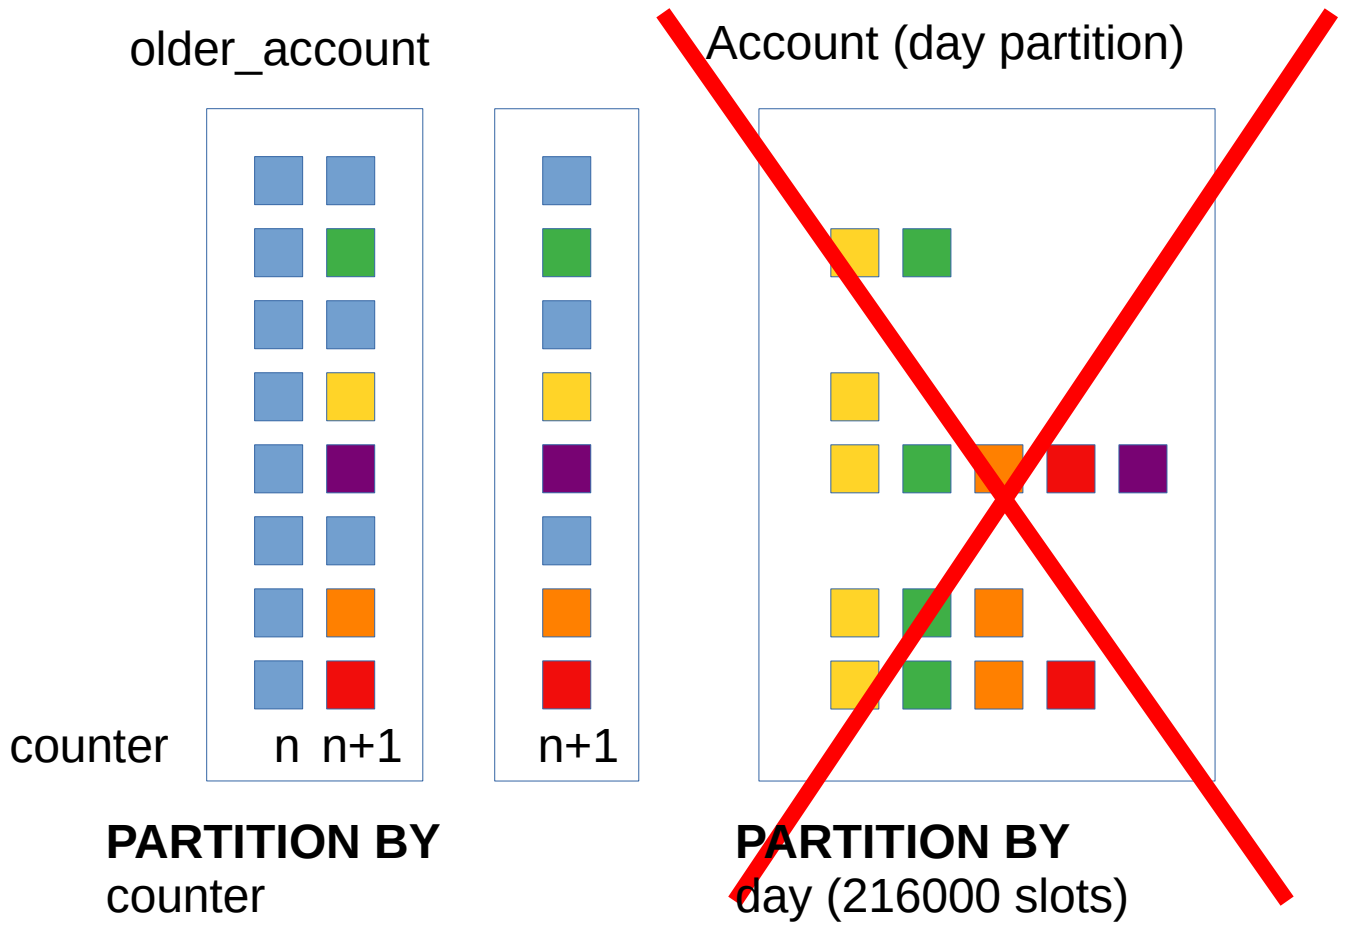 older_account
Account (day partition)
counter n n+1 n+1
PARTITION BY
counter
PARTITION BY
day (216000 slots)